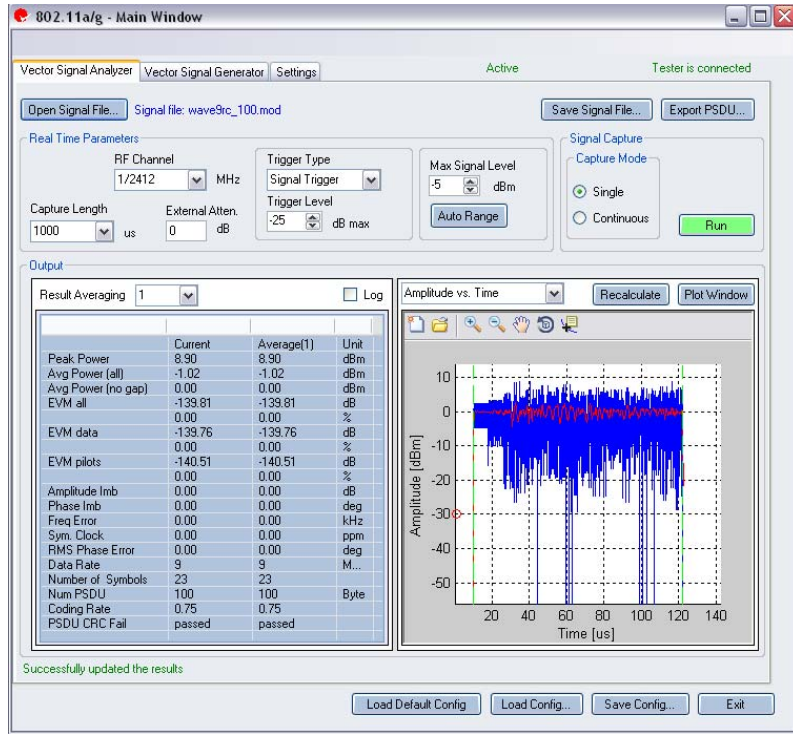 802.11a/g - Main Window
Vector Signal Analyzer Vector Signal Generator Settings Active Tester is connected
Open Signal File... Signal file: wave9rc_100.mod Save Signal File... Export PSDU...
Real Time Parameters Signal Capture
RF Channel Trigger Type Max Signal Level Capture Mode
1/2412 MHz Signal Trigger -5 dBm Single
Capture Length External Atten. Trigger Level Auto Range Continuous
1000 us 0 dB -25 dB max Run
Output
Result Averaging 1 Log Amplitude vs. Time Recalculate Plot Window
Current Average(1) Unit
Peak Power 8.90 8.90 dBm
Avg Power (all) -1.02 -1.02 dBm
Avg Power (no gap) 0.00 0.00 dBm
EVM all -139.81 -139.81 dB
0.00 0.00 %
EVM data -139.76 -139.76 dB
0.00 0.00 %
EVM pilots -140.51 -140.51 dB
0.00 0.00 %
Amplitude Imb 0.00 0.00 dB
Phase Imb 0.00 0.00 deg
Freq Error 0.00 0.00 kHz
Sym. Clock 0.00 0.00 ppm
RMS Phase Error 0.00 0.00 deg
Data Rate 9 9 M...
Number of Symbols 23 23
Num PSDU 100 100 Byte
Coding Rate 0.75 0.75
PSDU CRC Fail passed passed
Amplitude [dBm]
10
0
-10
-20
-30
-40
-50
20 40 60 80 100 120 140
Time [us]
Successfully updated the results
Load Default Config Load Config... Save Config... Exit